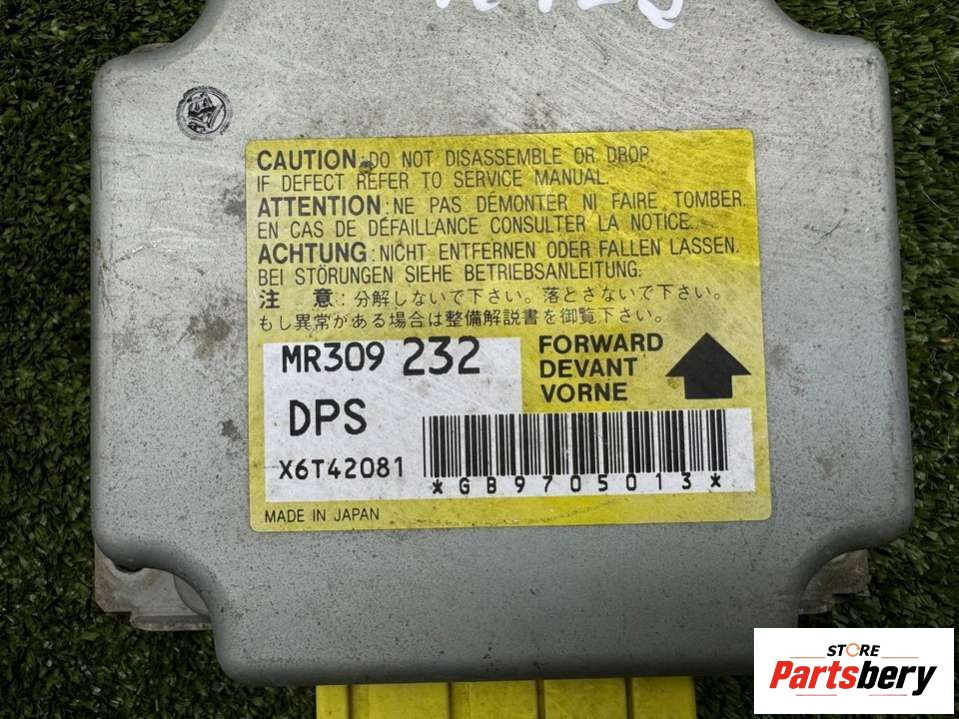 CAUTION: DO NOT DISASSEMBLE OR DROP.
IF DEFECT REFER TO SERVICE MANUAL.
ATTENTION: NE PAS DÉMONTER NI FAIRE TOMBER.
EN CAS DE DÉFAILLANCE CONSULTER LA NOTICE.
ACHTUNG: NICHT ENTFERNEN ODER FALLEN LASSEN.
BEI STÖRUNGEN SIEHE BETRIEBSANLEITUNG.
注 意:分解しないで下さい。落とさないで下さい。
もし異常がある場合は整備解説書を御覧下さい。
MR309 232
DPS
X6T42081
FORWARD
DEVANT
VORNE
*GB9705013*
MADE IN JAPAN
STORE
Partsbery